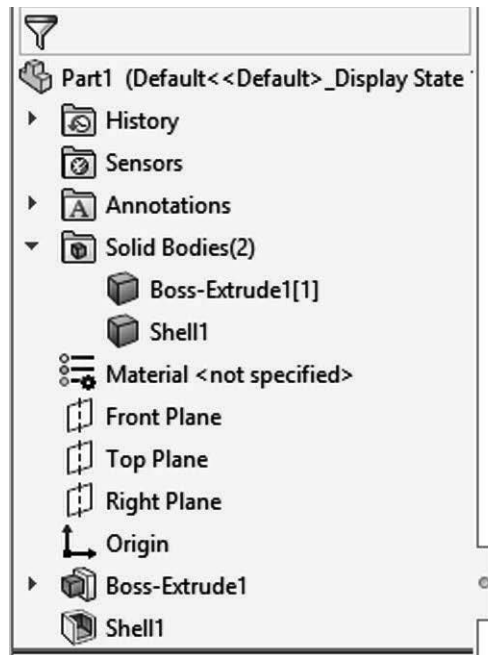 Part1 (Default<<Default>_Display State
History
Sensors
A Annotations
Solid Bodies(2)
Boss-Extrude1[1]
Shell1
Material <not specified>
Front Plane
Top Plane
Right Plane
Origin
Boss-Extrude1
Shell1